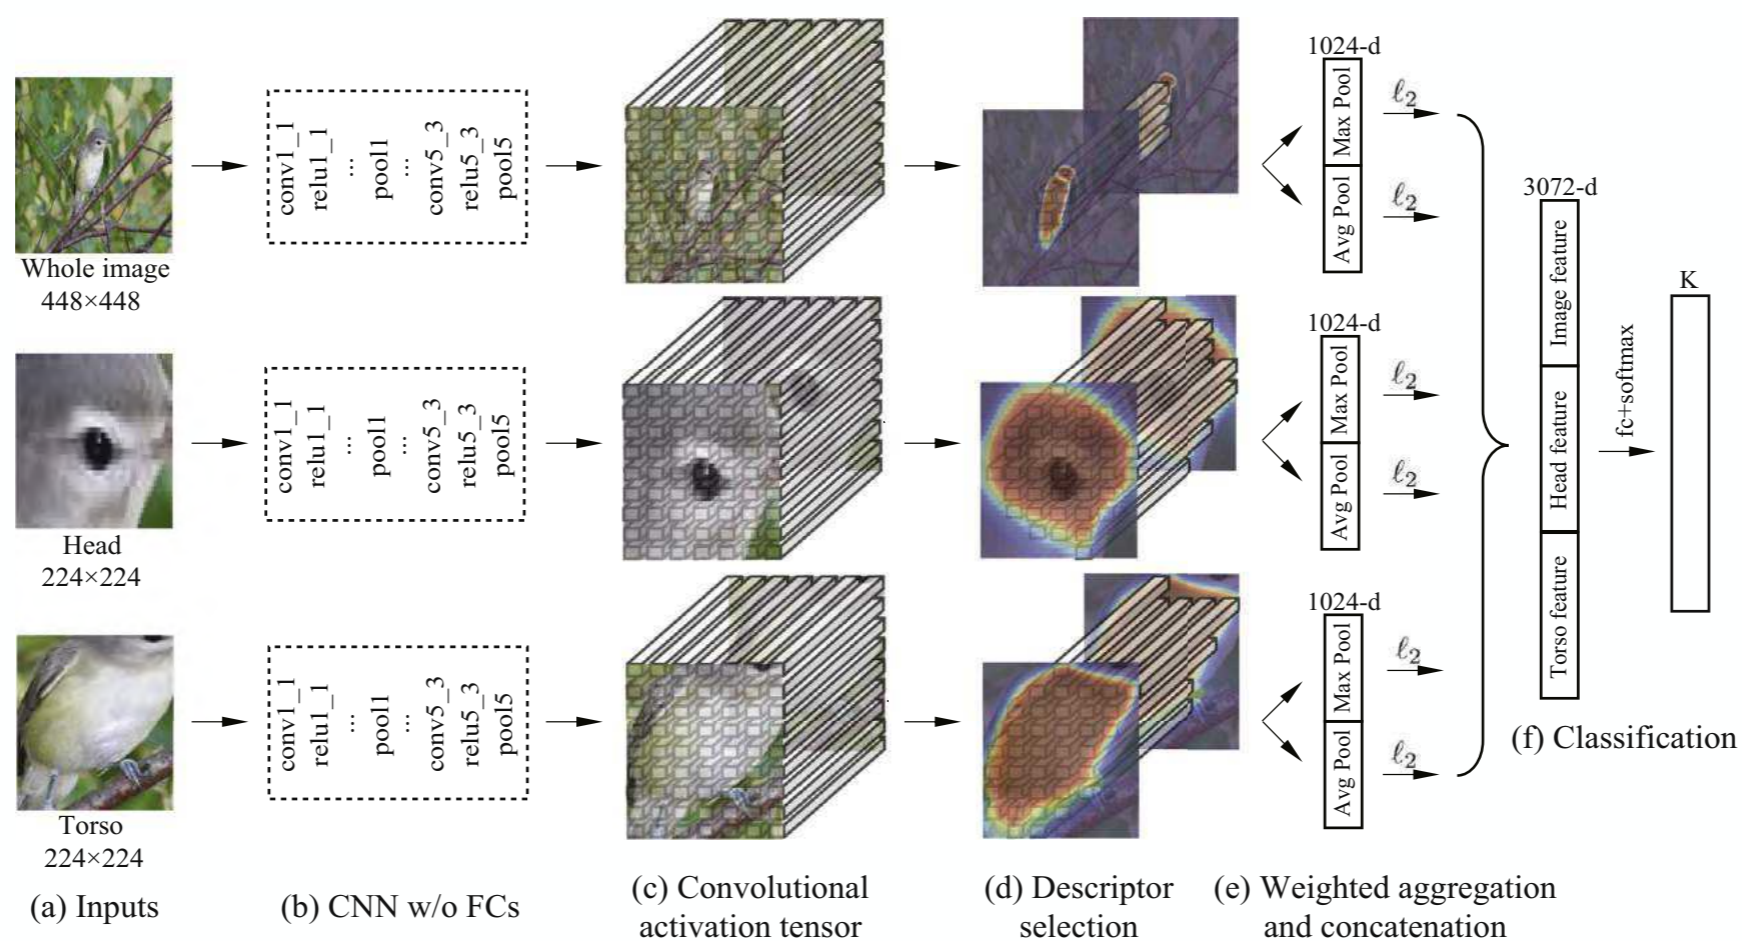 Whole image
448×448
conv1_1
relu1_1
...
pool1
...
conv5_3
relu5_3
pool5
1024-d
Max Pool
Avg Pool
ℓ2
ℓ2
Head
224×224
conv1_1
relu1_1
...
pool1
...
conv5_3
relu5_3
pool5
1024-d
Max Pool
Avg Pool
ℓ2
ℓ2
Torso
224×224
conv1_1
relu1_1
...
pool1
...
conv5_3
relu5_3
pool5
1024-d
Max Pool
Avg Pool
ℓ2
ℓ2
3072-d
Image feature
Head feature
Torso feature
fc+softmax
K
(f) Classification
(a) Inputs
(b) CNN w/o FCs
(c) Convolutional
activation tensor
(d) Descriptor
selection
(e) Weighted aggregation
and concatenation